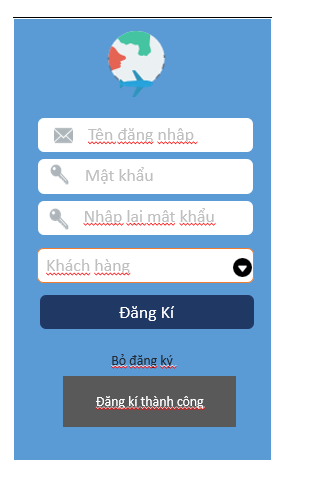 Tên đăng nhập
Mật khẩu
Nhập lại mật khẩu
Khách hàng
Đăng Kí
Bỏ đăng ký
Đăng kí thành công